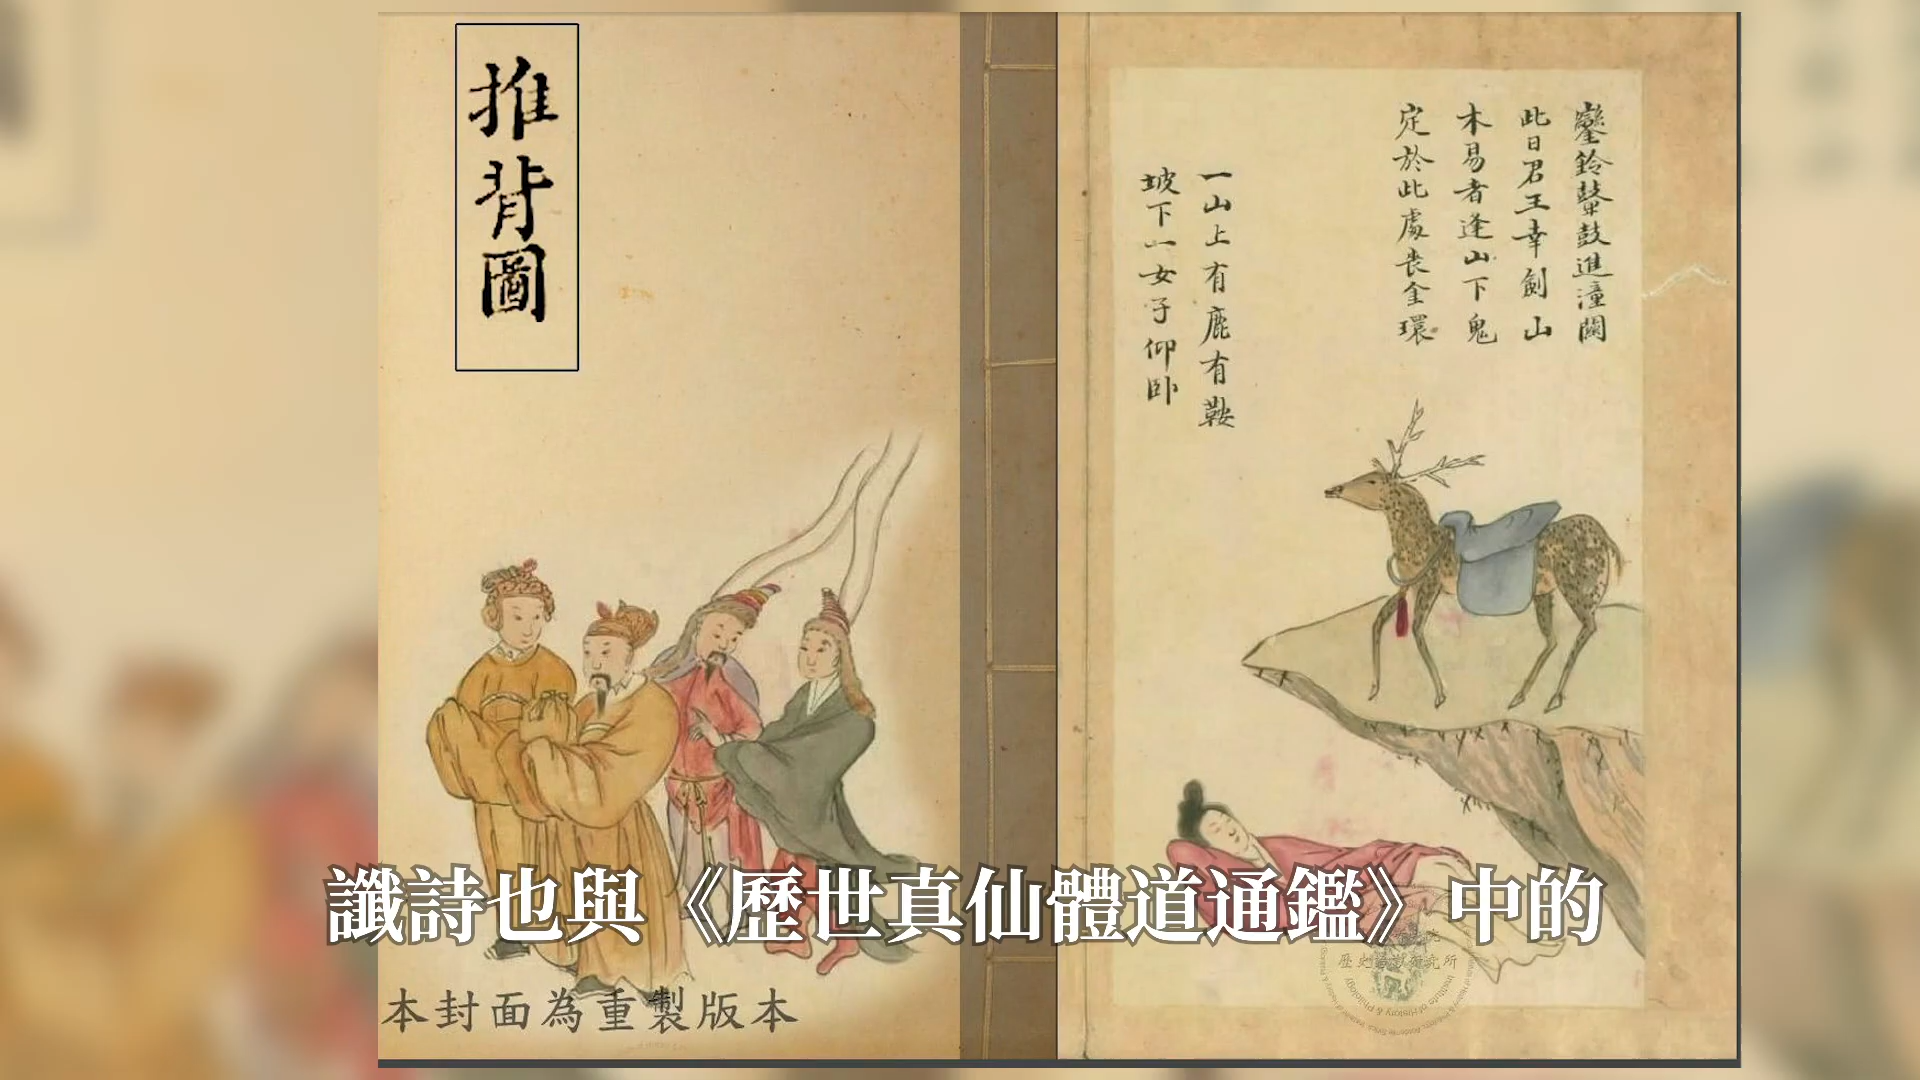 推背圖
鑾鈴鼙鼓進潼關
此日君王幸劍山
木易者逢山下鬼
定於此處喪金環
一山上有鹿有鞍
坡下一女子仰臥
讖詩也與《歷世真仙體道通鑑》中的
本封面為重製版本